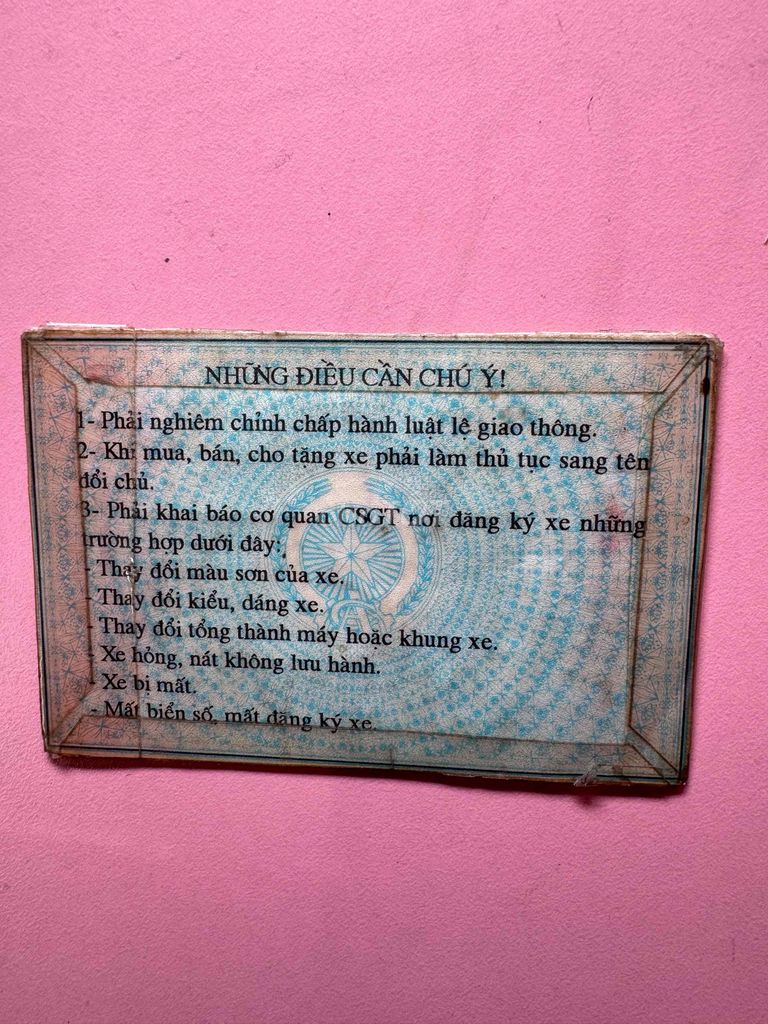 NHỮNG ĐIỀU CẦN CHÚ Ý!
1- Phải nghiêm chỉnh chấp hành luật lệ giao thông.
2- Khi mua, bán, cho tặng xe phải làm thủ tục sang tên
đổi chủ.
3- Phải khai báo cơ quan CSGT nơi đăng ký xe những
trường hợp dưới đây:
- Thay đổi màu sơn của xe.
- Thay đổi kiểu, dáng xe.
- Thay đổi tổng thành máy hoặc khung xe.
- Xe hỏng, nát không lưu hành.
- Xe bị mất.
- Mất biển số, mất đăng ký xe.